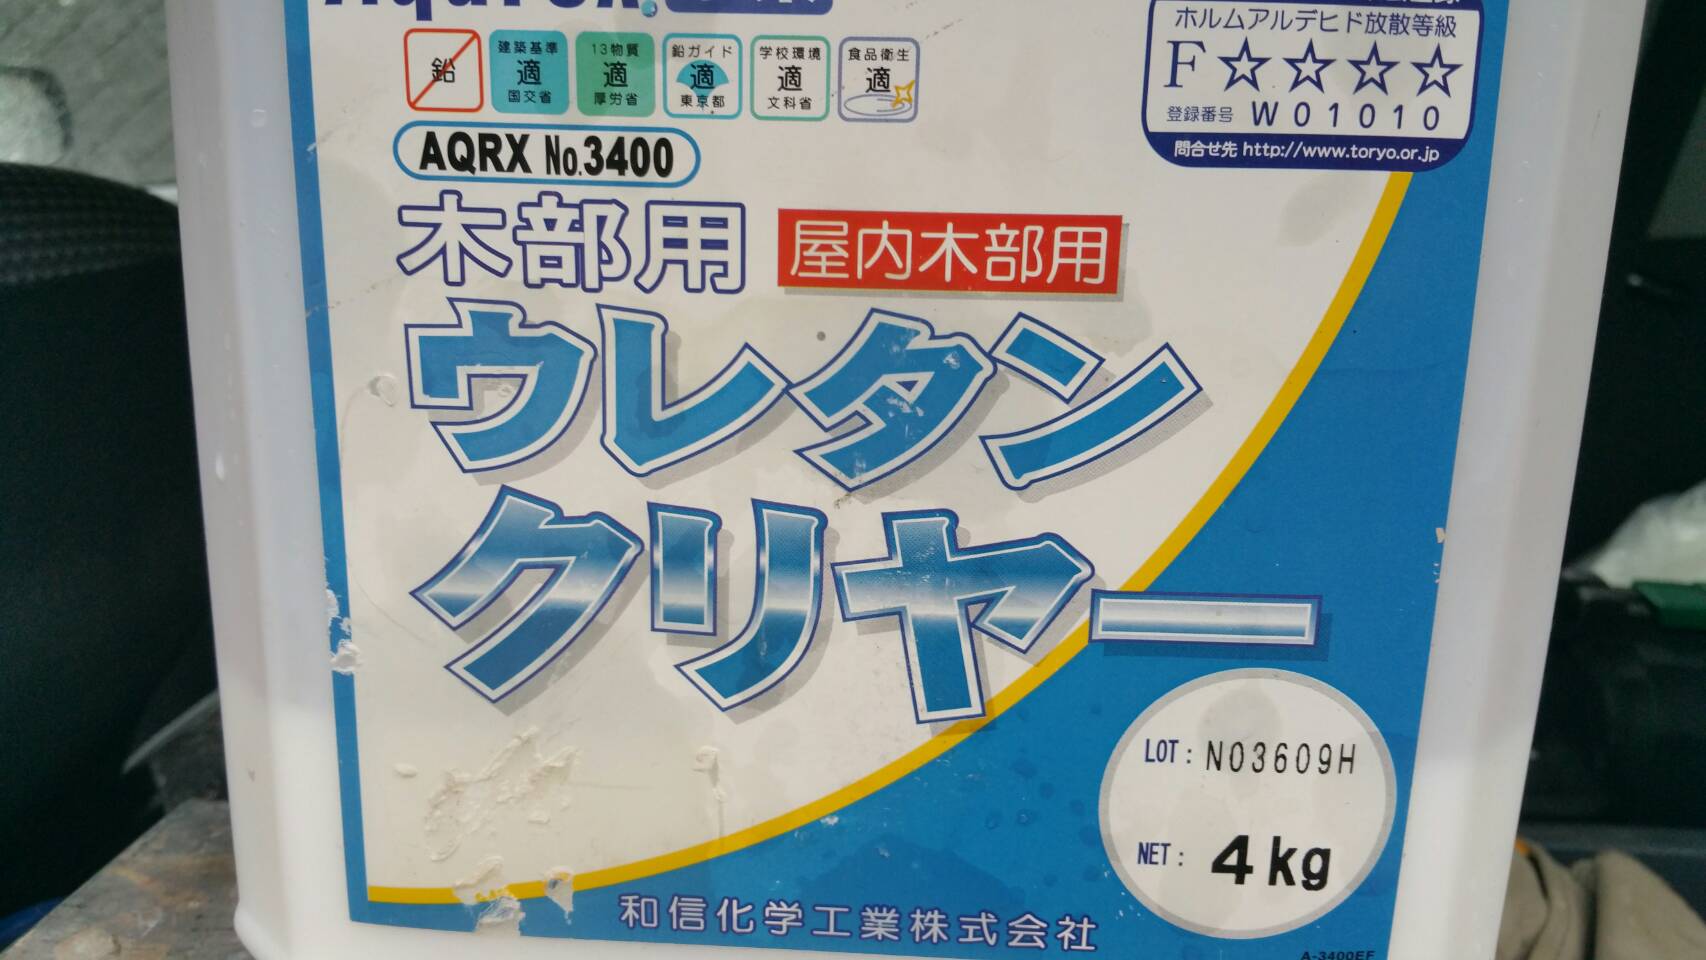 ホルムアルデヒド放散等級
F☆☆☆☆
登録番号 W01010
問合せ先 http://www.toryo.or.jp
鉛
建築基準 適 国交省
13物質 適 厚労省
鉛ガイド 適 東京都
学校環境 適 文科省
食品衛生 適
AQRX No.3400
木部用 屋内木部用
ウレタン
クリヤー
LOT: N03609H
NET: 4kg
和信化学工業株式会社
A-3400EF